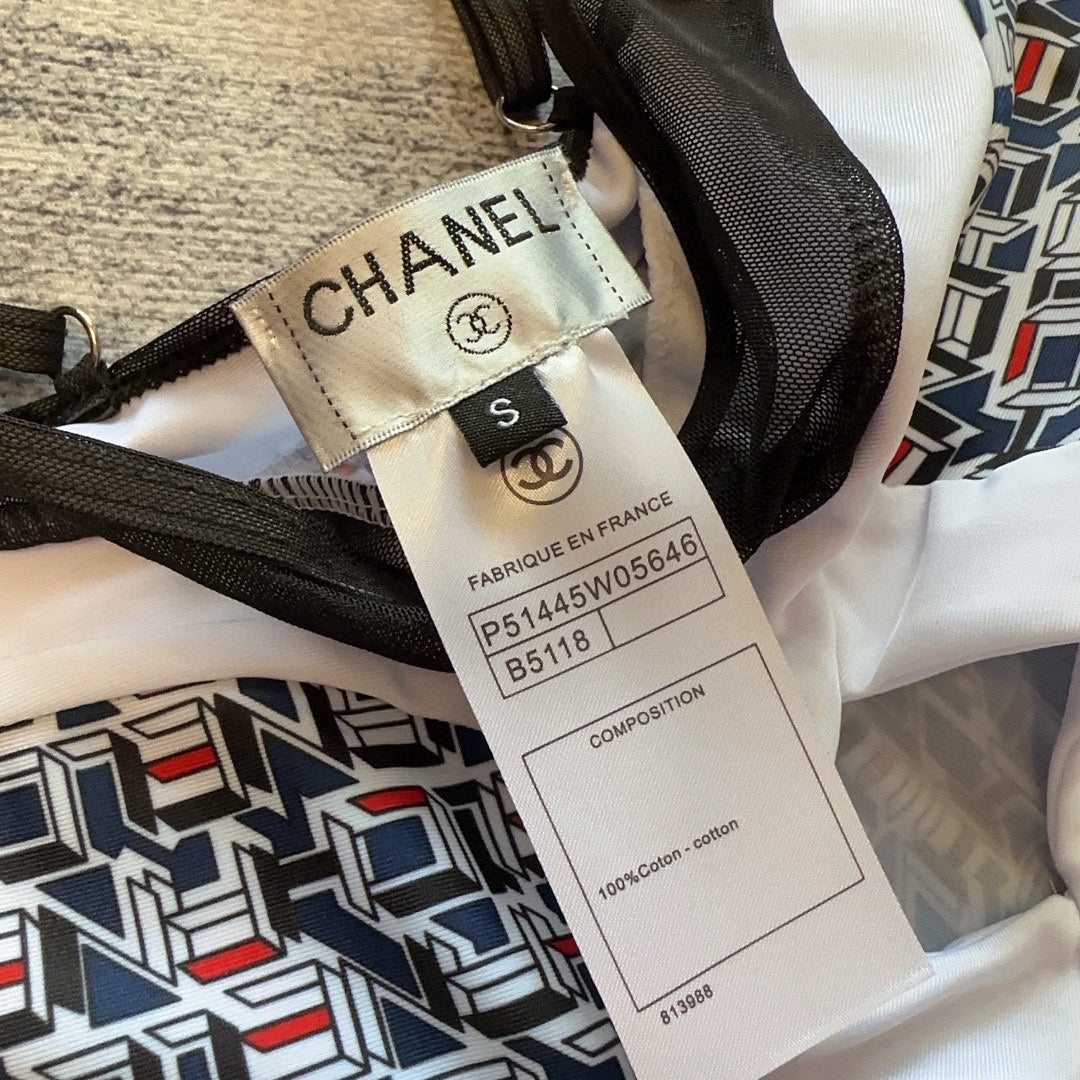 CHANEL
S
FABRIQUE EN FRANCE
P51445W05646
B5118
COMPOSITION
100%Coton - cotton
813988